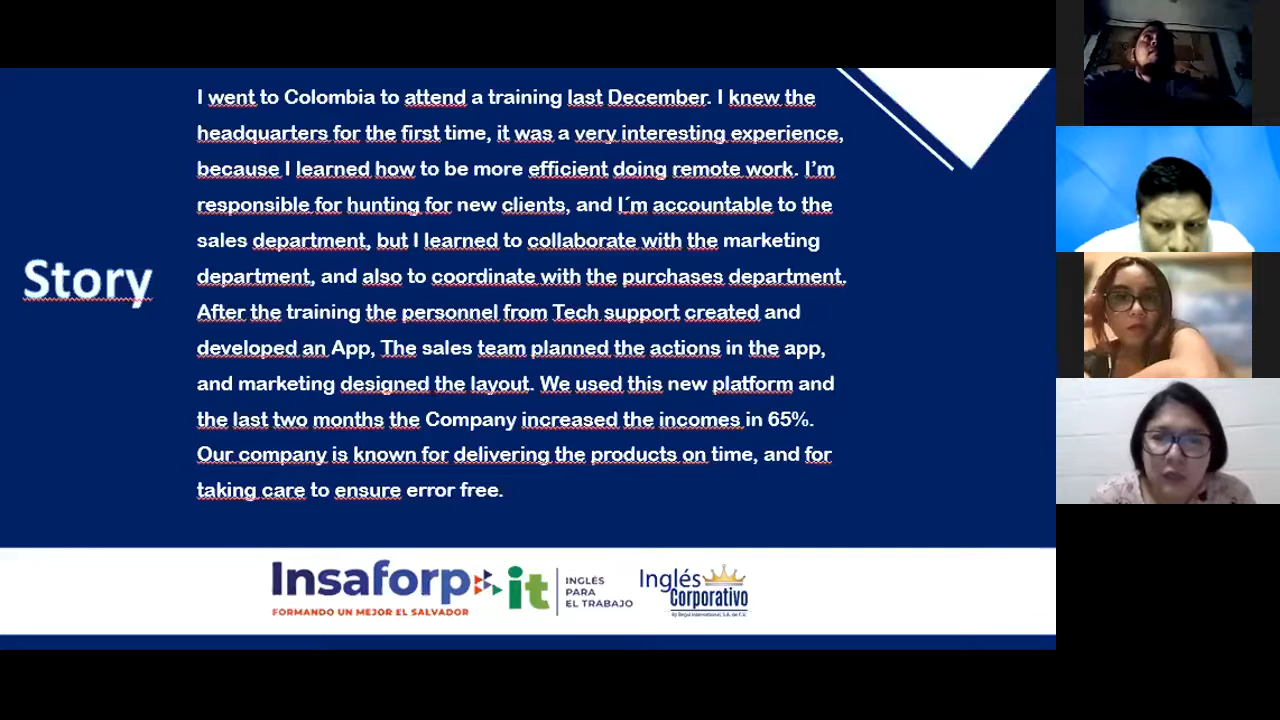 I went to Colombia to attend a training last December. I knew the
headquarters for the first time, it was a very interesting experience,
because I learned how to be more efficient doing remote work. I'm
responsible for hunting for new clients, and I´m accountable to the
sales department, but I learned to collaborate with the marketing
department, and also to coordinate with the purchases department.
After the training the personnel from Tech support created and
developed an App, The sales team planned the actions in the app,
and marketing designed the layout. We used this new platform and
the last two months the Company increased the incomes in 65%.
Our company is known for delivering the products on time, and for
taking care to ensure error free.
Story
Insaforp
FORMANDO UN MEJOR EL SALVADOR
it
INGLÉS
PARA
EL TRABAJO
Inglés
Corporativo